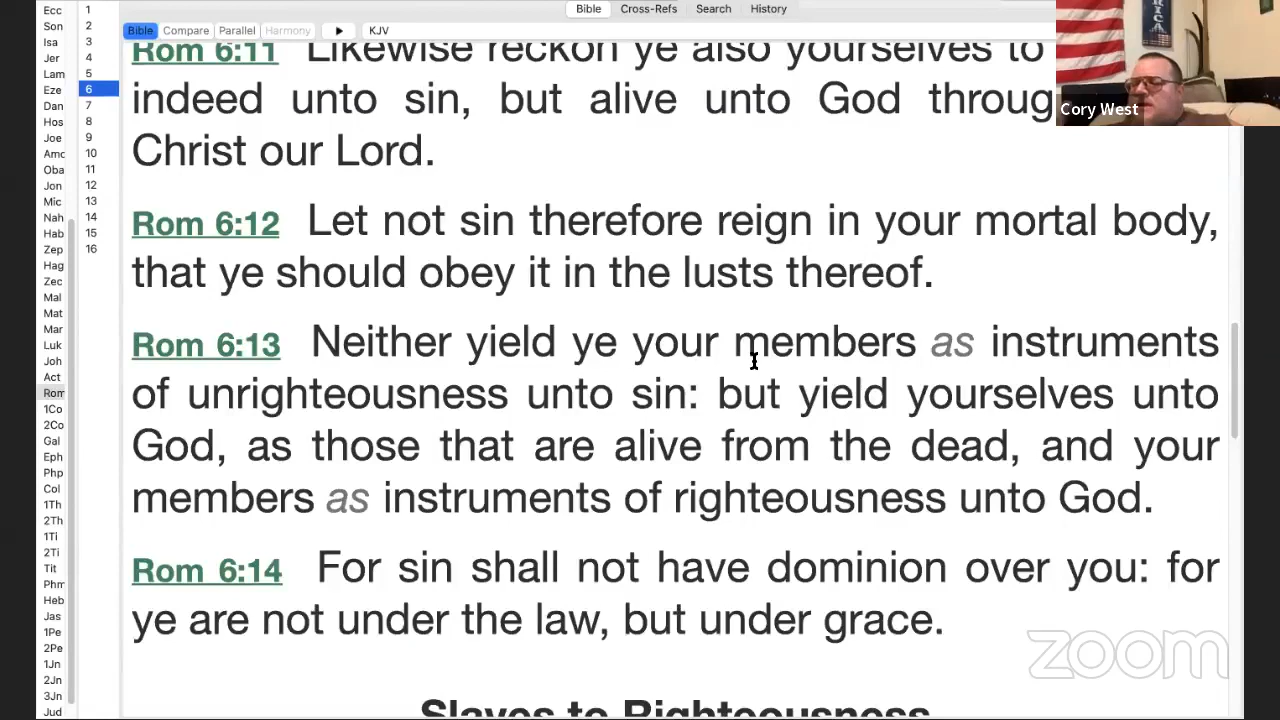 Bible Cross-Refs Search History
Bible Compare Parallel Harmony KJV
Ecc
Son
Isa
Jer
Lam
Eze
Dan
Hos
Joe
Amo
Oba
Jon
Mic
Nah
Hab
Zep
Hag
Zec
Mal
Mat
Mar
Luk
Joh
Act
Rom
1Co
2Co
Gal
Eph
Php
Col
1Th
2Th
1Ti
2Ti
Tit
Phm
Heb
Jas
1Pe
2Pe
1Jn
2Jn
3Jn
Jud
1
2
3
4
5
6
7
8
9
10
11
12
13
14
15
16
Rom 6:11 Likewise reckon ye also yourselves to
indeed unto sin, but alive unto God throug
Christ our Lord.
Rom 6:12 Let not sin therefore reign in your mortal body,
that ye should obey it in the lusts thereof.
Rom 6:13 Neither yield ye your members as instruments
of unrighteousness unto sin: but yield yourselves unto
God, as those that are alive from the dead, and your
members as instruments of righteousness unto God.
Rom 6:14 For sin shall not have dominion over you: for
ye are not under the law, but under grace.
Slaves to Righteousness
RICA
Cory West
zoom